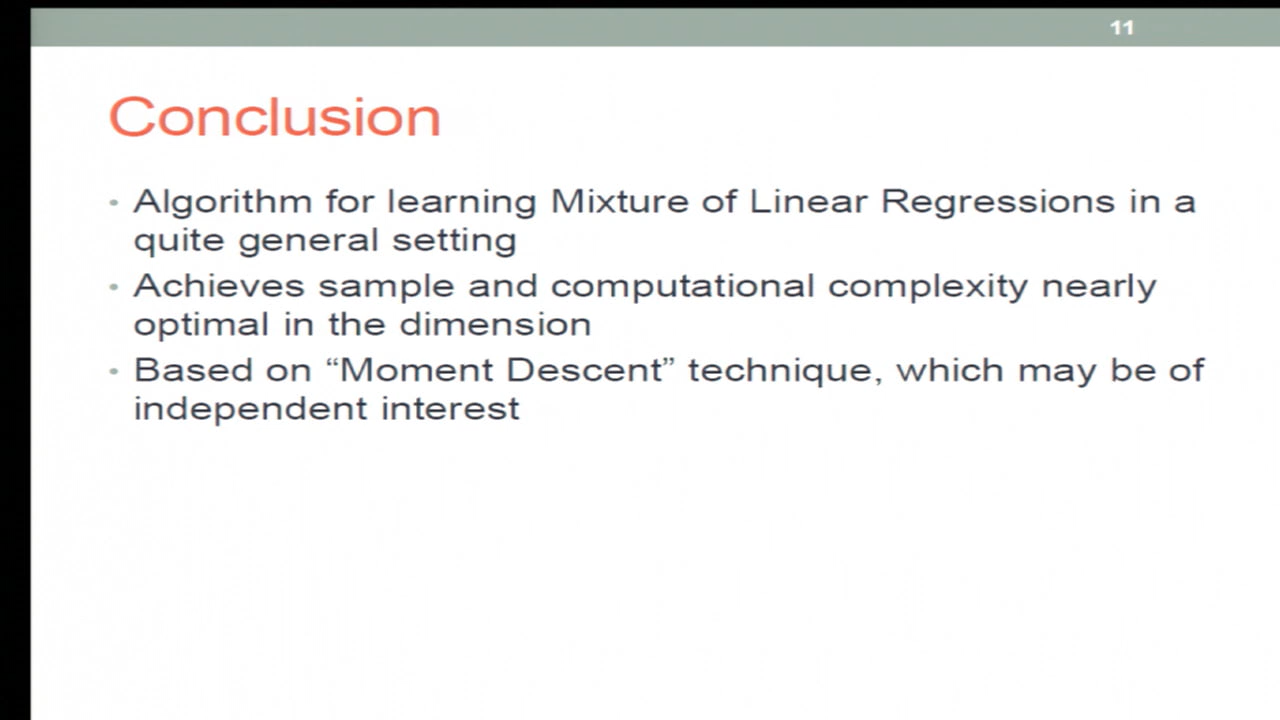 11
Conclusion
• Algorithm for learning Mixture of Linear Regressions in a
quite general setting
• Achieves sample and computational complexity nearly
optimal in the dimension
• Based on “Moment Descent” technique, which may be of
independent interest